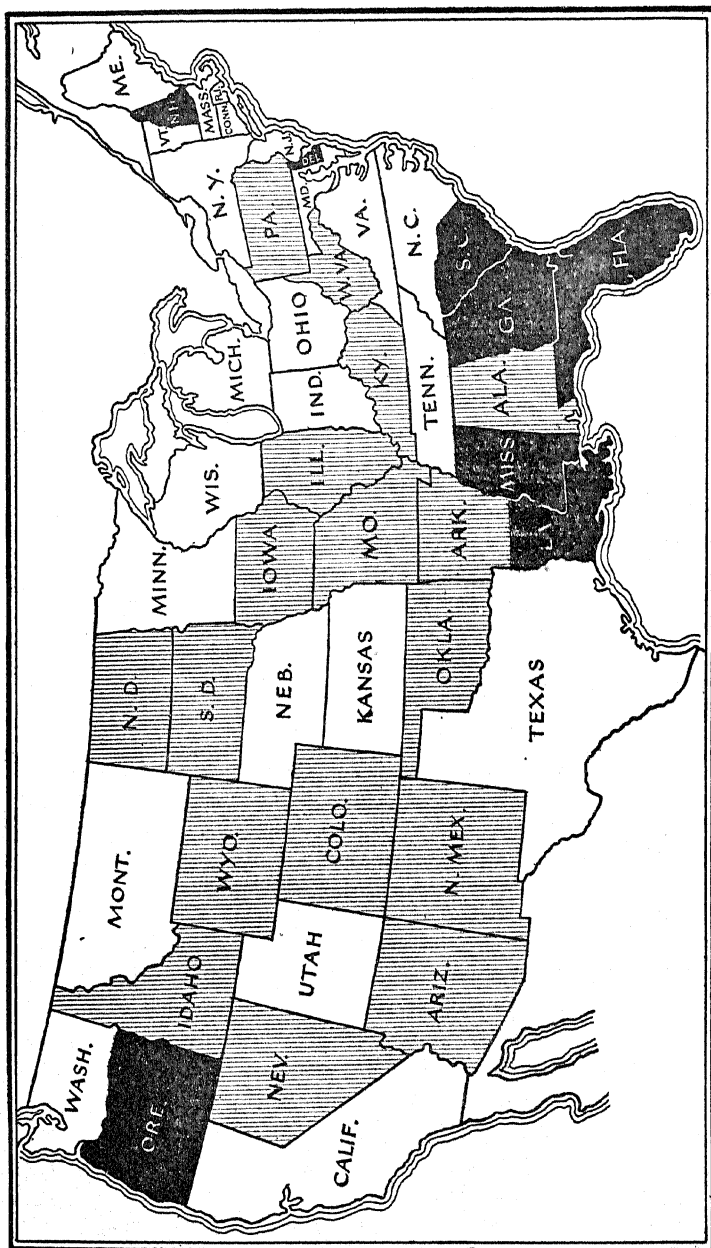 WASH.
ORE.
CALIF.
IDAHO
NEV.
MONT.
WYO.
UTAH
COLO.
ARIZ.
N. MEX.
N. D.
S. D.
NEB.
KANSAS
OKLA.
TEXAS
MINN.
IOWA
MO.
ARK.
LA.
WIS.
ILL.
MICH.
IND.
OHIO
KY.
TENN.
MISS.
ALA.
GA.
FLA.
S. C.
N. C.
VA.
W. VA.
MD.
DEL.
PA.
N. J.
N. Y.
CONN.
R.I.
MASS.
VT.
N. H.
ME.